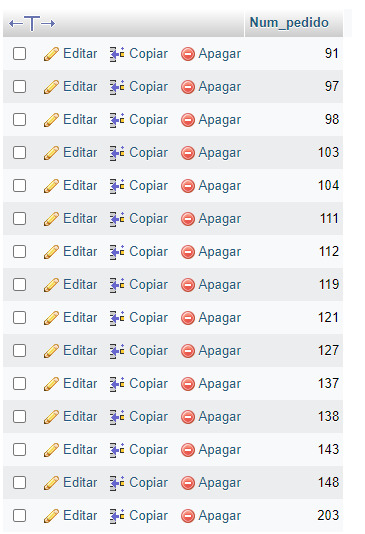 Num_pedido
Editar Copiar Apagar 91
Editar Copiar Apagar 97
Editar Copiar Apagar 98
Editar Copiar Apagar 103
Editar Copiar Apagar 104
Editar Copiar Apagar 111
Editar Copiar Apagar 112
Editar Copiar Apagar 119
Editar Copiar Apagar 121
Editar Copiar Apagar 127
Editar Copiar Apagar 137
Editar Copiar Apagar 138
Editar Copiar Apagar 143
Editar Copiar Apagar 148
Editar Copiar Apagar 203